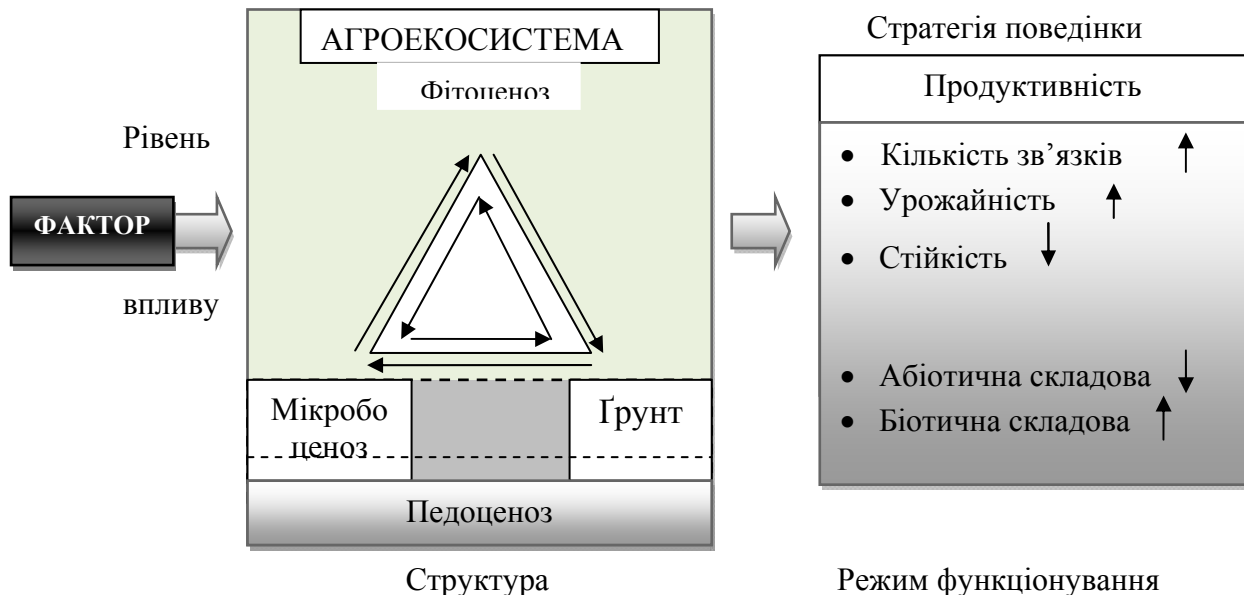 АГРОЕКОСИСТЕМА
Фітоценоз
Рівень
ФАКТОР
впливу
Мікробо
ценоз
Ґрунт
Педоценоз
Структура
Стратегія поведінки
Продуктивність
• Кількість зв’язків ↑
• Урожайність ↑
• Стійкість ↓
• Абіотична складова ↓
• Біотична складова ↑
Режим функціонування